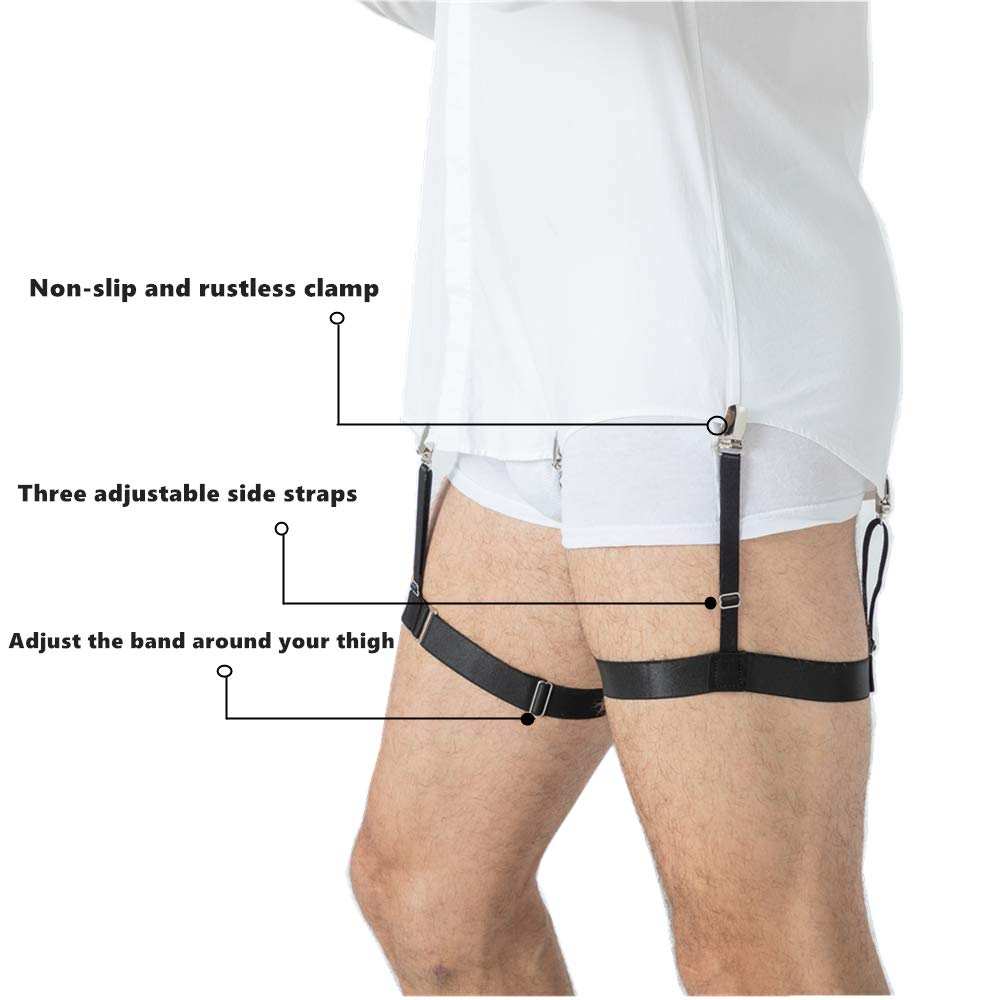 Non-slip and rustless clamp
Three adjustable side straps
Adjust the band around your thigh